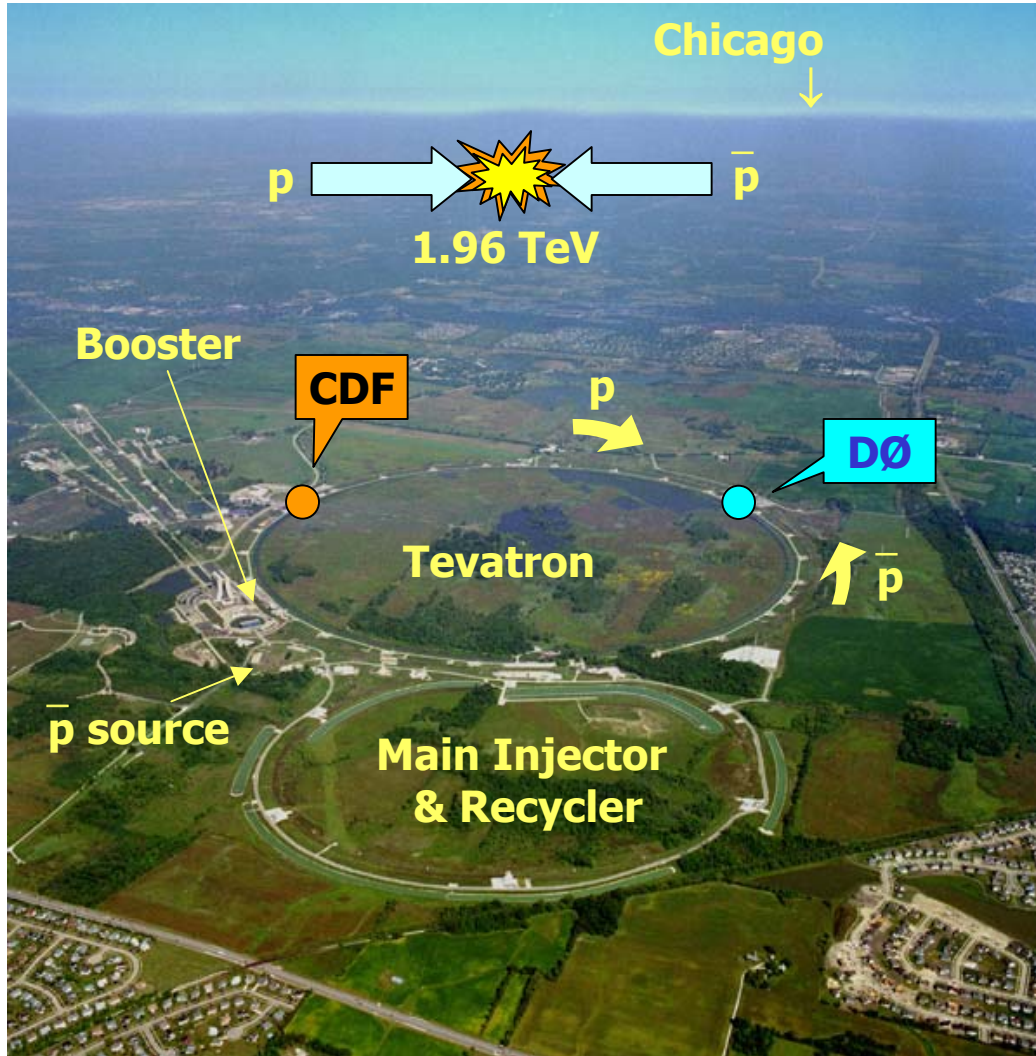 Chicago
↓
p
p̅
1.96 TeV
Booster
CDF
p
DØ
Tevatron
p̅
p̅ source
Main Injector
& Recycler